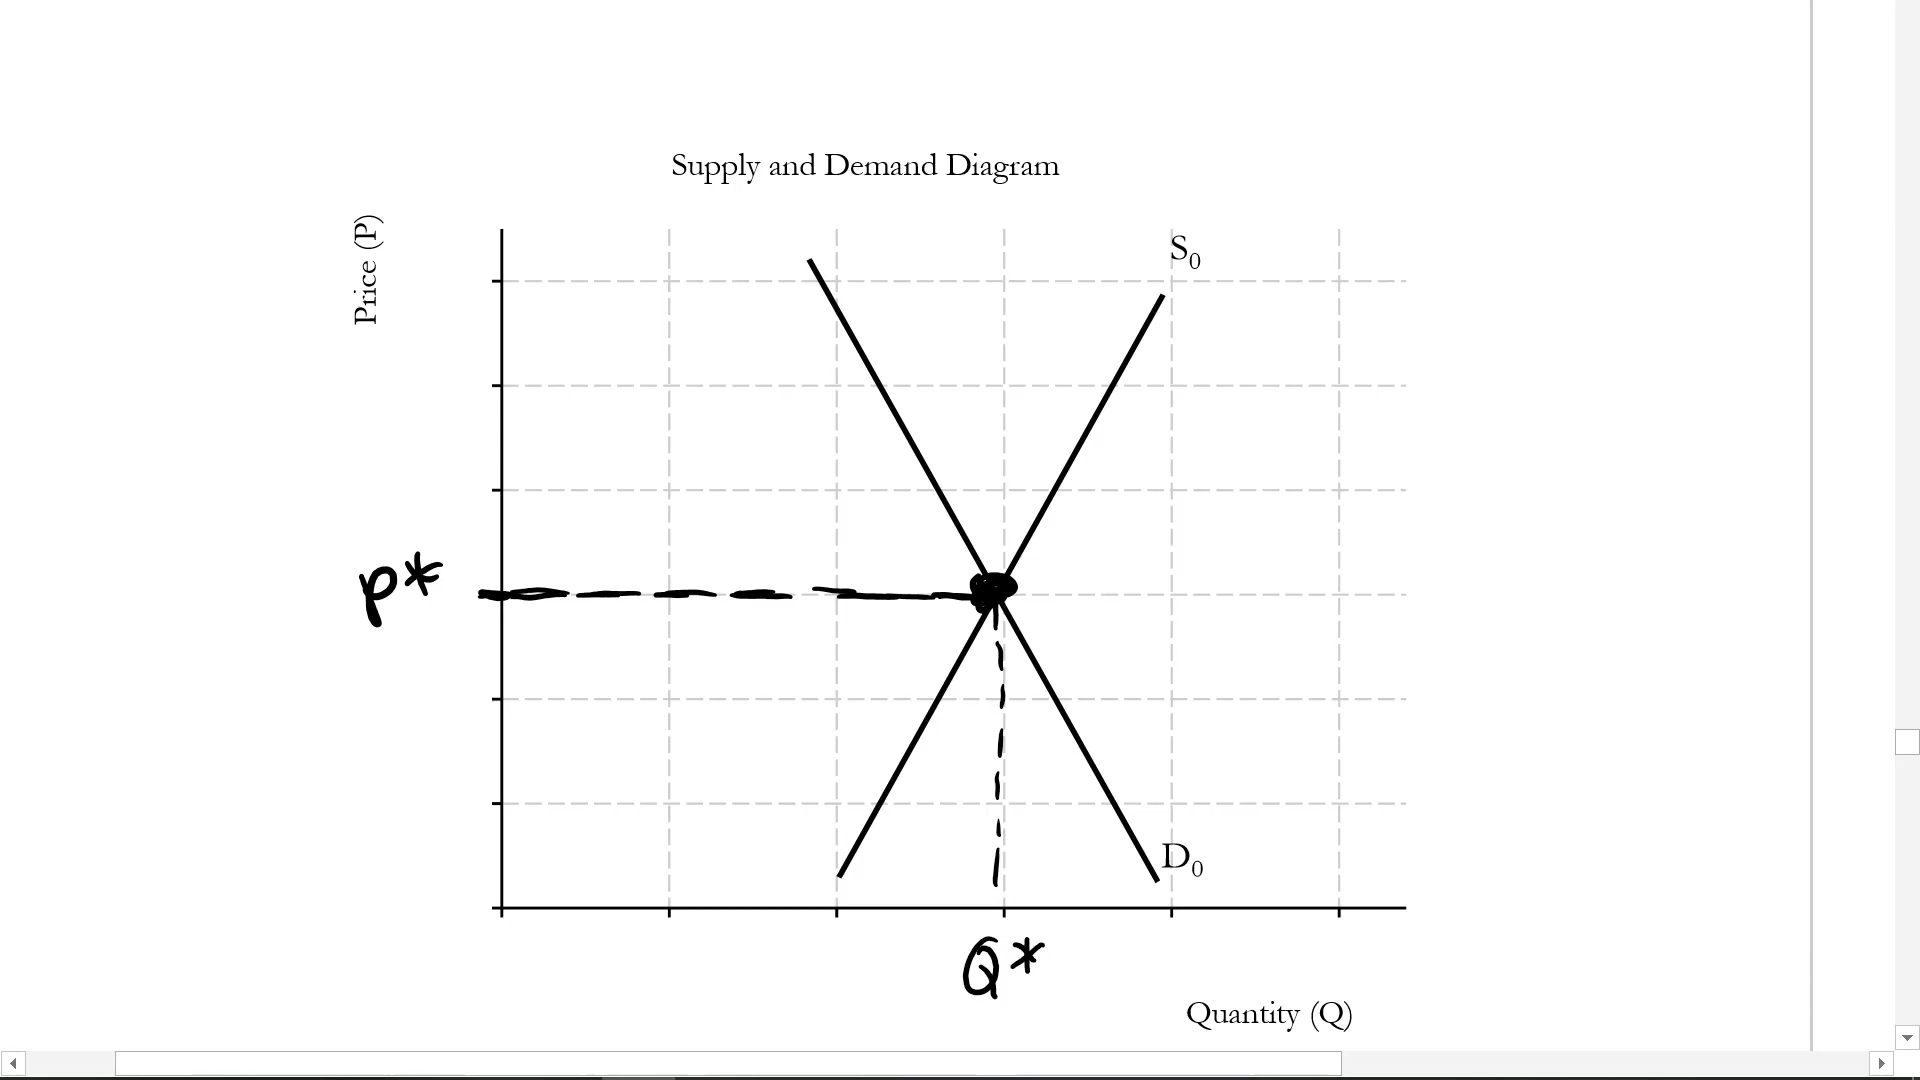 Supply and Demand Diagram
Price (P)
S₀
P*
D₀
Q*
Quantity (Q)